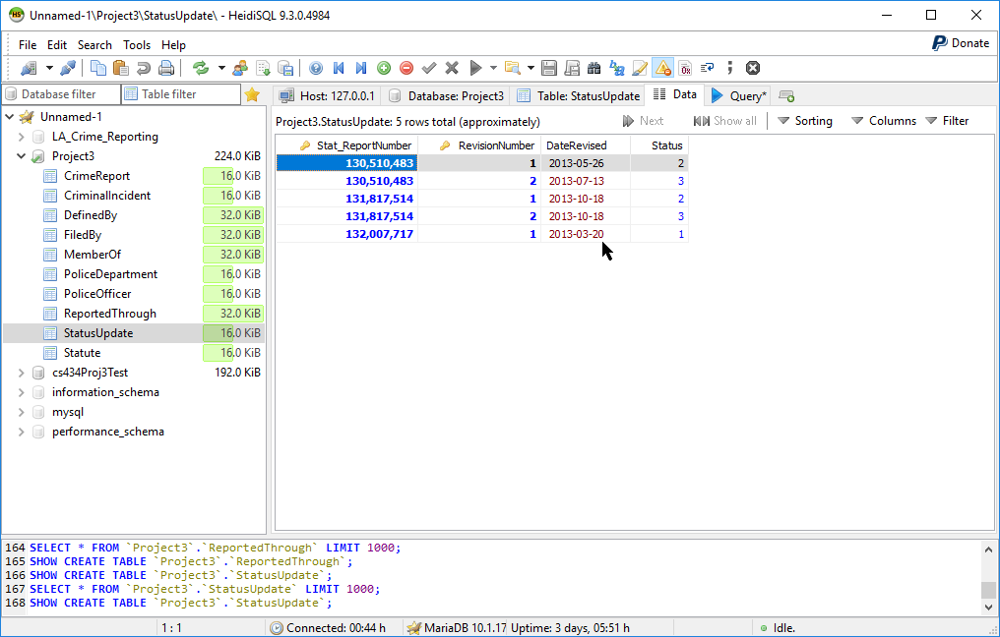 Unnamed-1\Project3\StatusUpdate\ - HeidiSQL 9.3.0.4984
File Edit Search Tools Help
Donate
Database filter Table filter
Host: 127.0.0.1 Database: Project3 Table: StatusUpdate Data Query*
Unnamed-1
LA_Crime_Reporting
Project3 224.0 KiB
CrimeReport 16.0 KiB
CriminalIncident 16.0 KiB
DefinedBy 32.0 KiB
FiledBy 32.0 KiB
MemberOf 32.0 KiB
PoliceDepartment 16.0 KiB
PoliceOfficer 16.0 KiB
ReportedThrough 32.0 KiB
StatusUpdate 16.0 KiB
Statute 16.0 KiB
cs434Proj3Test 192.0 KiB
information_schema
mysql
performance_schema
Project3.StatusUpdate: 5 rows total (approximately) Next Show all Sorting Columns Filter
Stat_ReportNumber RevisionNumber DateRevised Status
130,510,483 1 2013-05-26 2
130,510,483 2 2013-07-13 3
131,817,514 1 2013-10-18 2
131,817,514 2 2013-10-18 3
132,007,717 1 2013-03-20 1
164 SELECT * FROM `Project3`.`ReportedThrough` LIMIT 1000;
165 SHOW CREATE TABLE `Project3`.`ReportedThrough`;
166 SHOW CREATE TABLE `Project3`.`StatusUpdate`;
167 SELECT * FROM `Project3`.`StatusUpdate` LIMIT 1000;
168 SHOW CREATE TABLE `Project3`.`StatusUpdate`;
1 : 1 Connected: 00:44 h MariaDB 10.1.17 Uptime: 3 days, 05:51 h Idle.